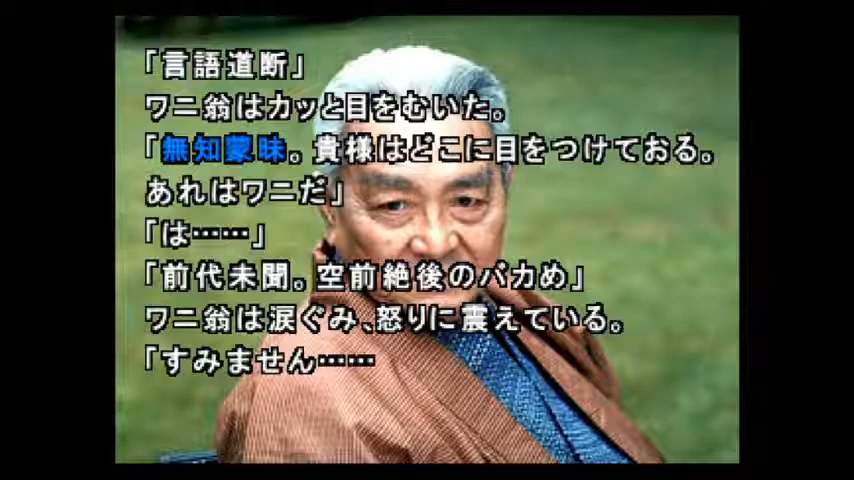 「言語道断」
ワニ翁はカッと目をむいた。
「無知蒙昧。貴様はどこに目をつけておる。
あれはワニだ」
「は……」
「前代未聞。空前絶後のバカめ」
ワニ翁は涙ぐみ、怒りに震えている。
「すみません……